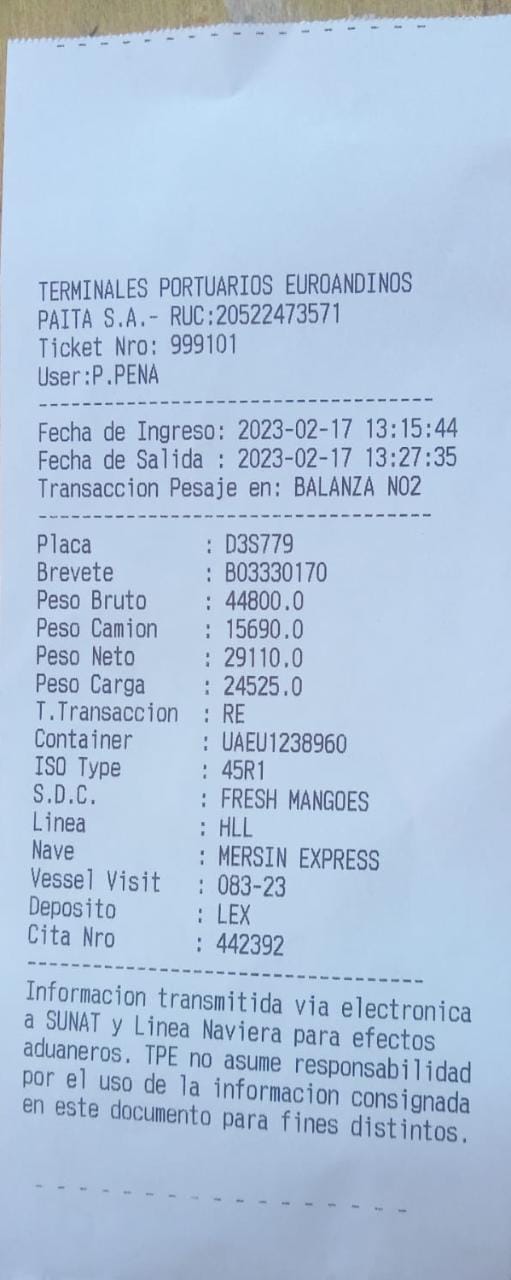 TERMINALES PORTUARIOS EUROANDINOS
PAITA S.A.- RUC:20522473571
Ticket Nro: 999101
User:P.PENA
Fecha de Ingreso: 2023-02-17 13:15:44
Fecha de Salida : 2023-02-17 13:27:35
Transaccion Pesaje en: BALANZA NO2
Placa : D3S779
Brevete : B03330170
Peso Bruto : 44800.0
Peso Camion : 15690.0
Peso Neto : 29110.0
Peso Carga : 24525.0
T.Transaccion : RE
Container : UAEU1238960
ISO Type : 45R1
S.D.C. : FRESH MANGOES
Linea : HLL
Nave : MERSIN EXPRESS
Vessel Visit : 083-23
Deposito : LEX
Cita Nro : 442392
Informacion transmitida via electronica
a SUNAT y Linea Naviera para efectos
aduaneros. TPE no asume responsabilidad
por el uso de la informacion consignada
en este documento para fines distintos.